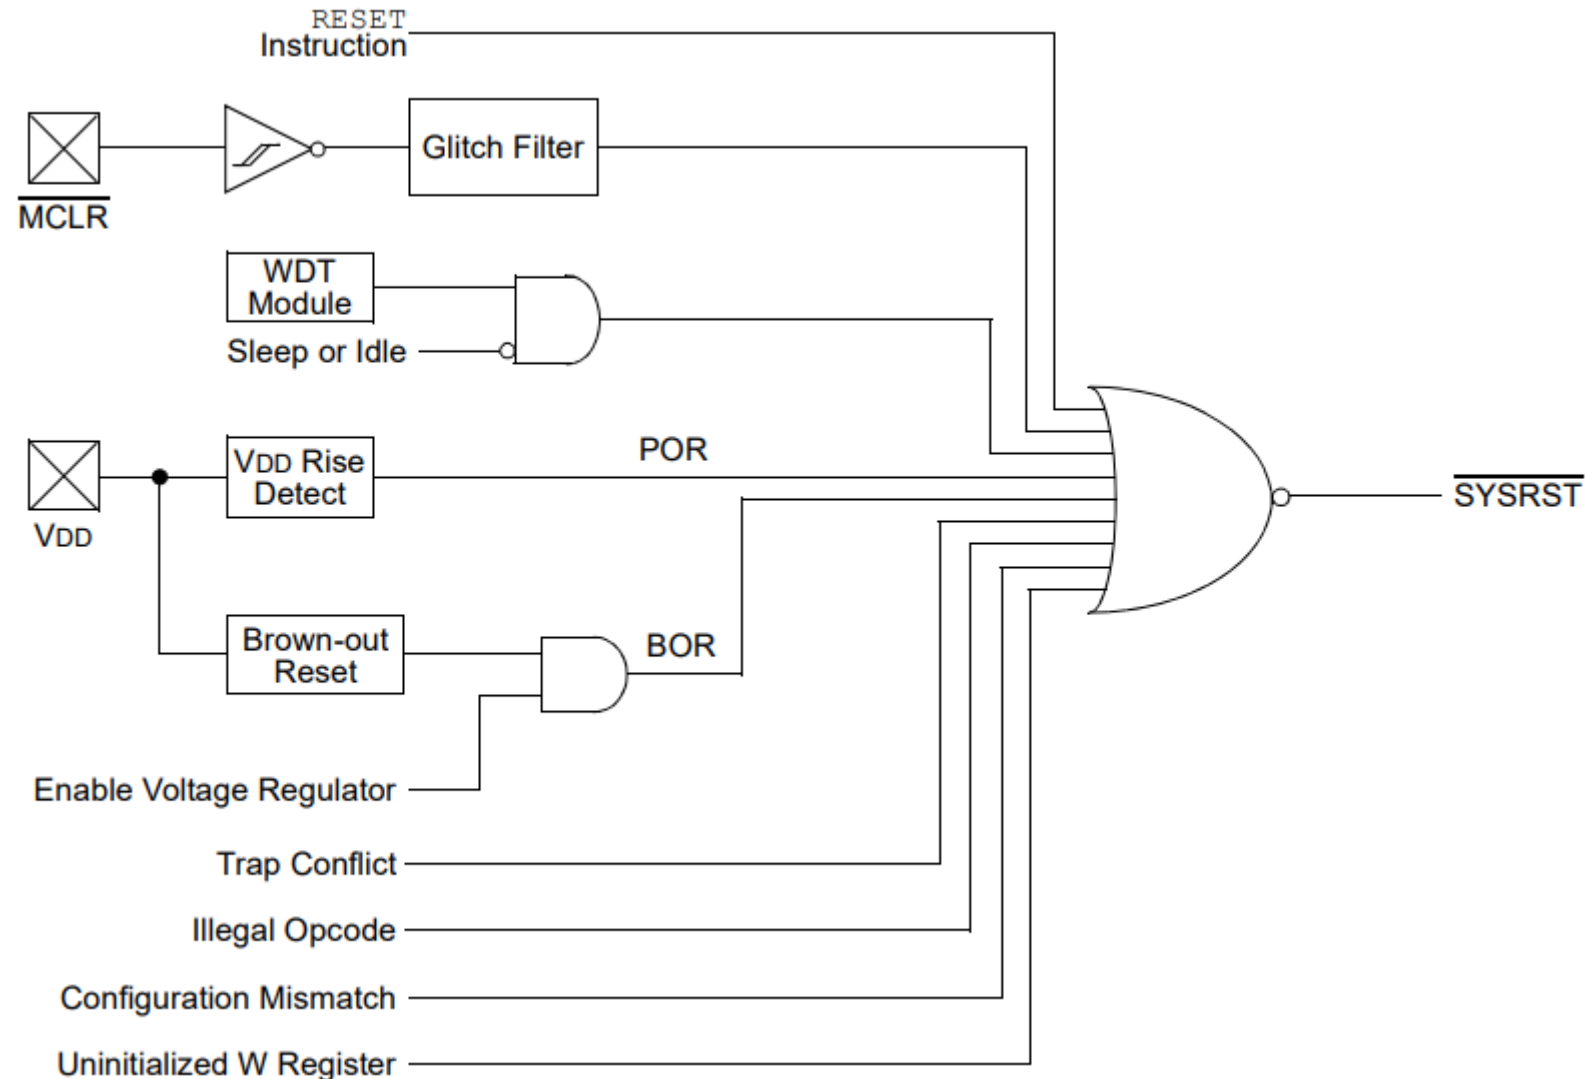 RESET
Instruction
Glitch Filter
MCLR
WDT
Module
Sleep or Idle
VDD Rise
Detect
POR
VDD
SYSRST
Brown-out
Reset
BOR
Enable Voltage Regulator
Trap Conflict
Illegal Opcode
Configuration Mismatch
Uninitialized W Register